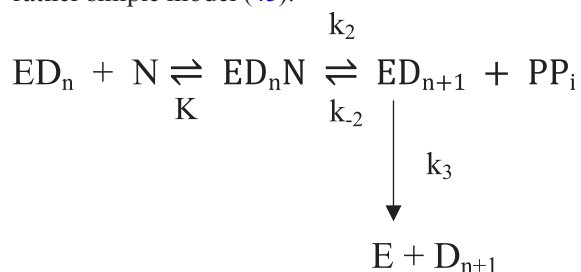 rather simple model (45).
k₂
EDₙ + N ⇌ EDₙN ⇌ EDₙ₊₁ + PPᵢ
K k₋₂
k₃
E + Dₙ₊₁